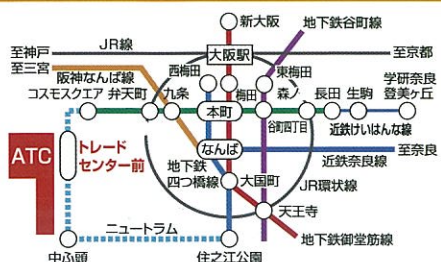 新大阪
地下鉄谷町線
至神戸
JR線
大阪駅
至京都
至三宮
阪神なんば線
西梅田
梅田
東梅田
森ノ
学研奈良
登美ヶ丘
コスモスクエア
弁天町
九条
本町
谷町四丁目
長田
生駒
近鉄けいはんな線
ATC
トレード
センター前
なんば
至奈良
近鉄奈良線
地下鉄
四つ橋線
大国町
JR環状線
天王寺
ニュートラム
地下鉄御堂筋線
中ふ頭
住之江公園